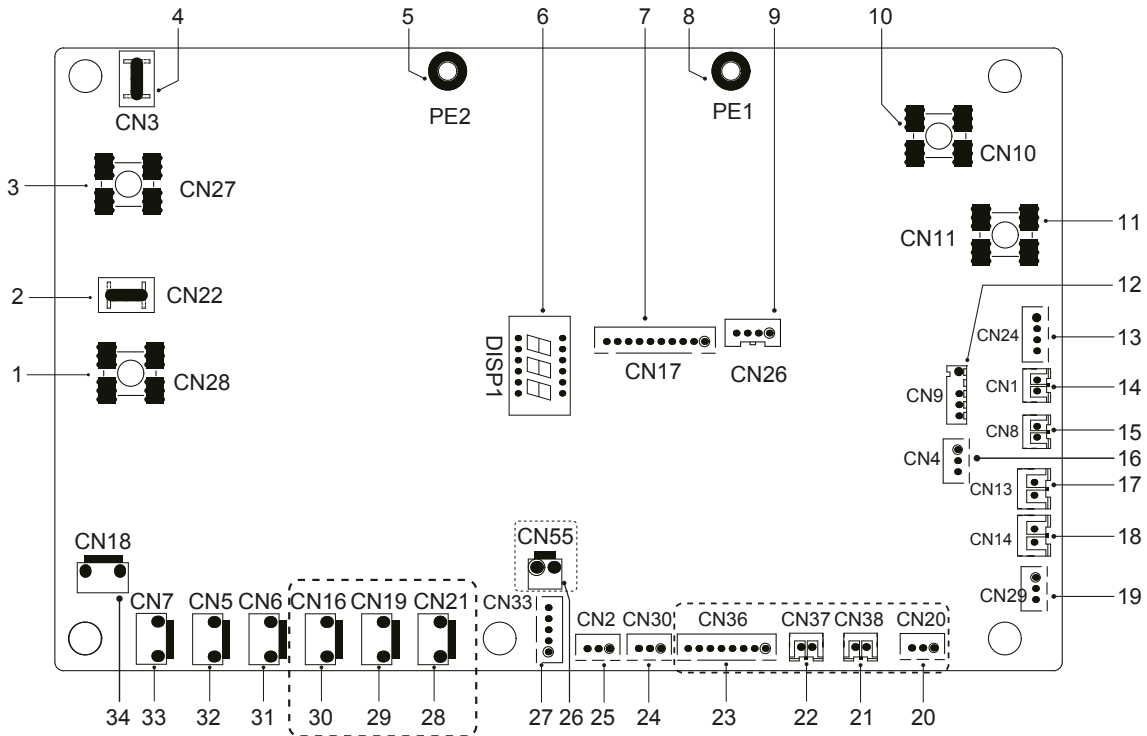 4 5 6 7 8 9 10
CN3 PE2 PE1
CN10
3 CN27
CN11 11
2 CN22 12
CN24 13
DISP1 CN17 CN26
1 CN28 CN9 CN1 14
CN8 15
CN4 16
CN13 17
CN18 CN55 CN14 18
CN7 CN5 CN6 CN16 CN19 CN21 CN33 CN2 CN30 CN36 CN37 CN38 CN20 CN29 19
34 33 32 31 30 29 28 27 26 25 24 23 22 21 20